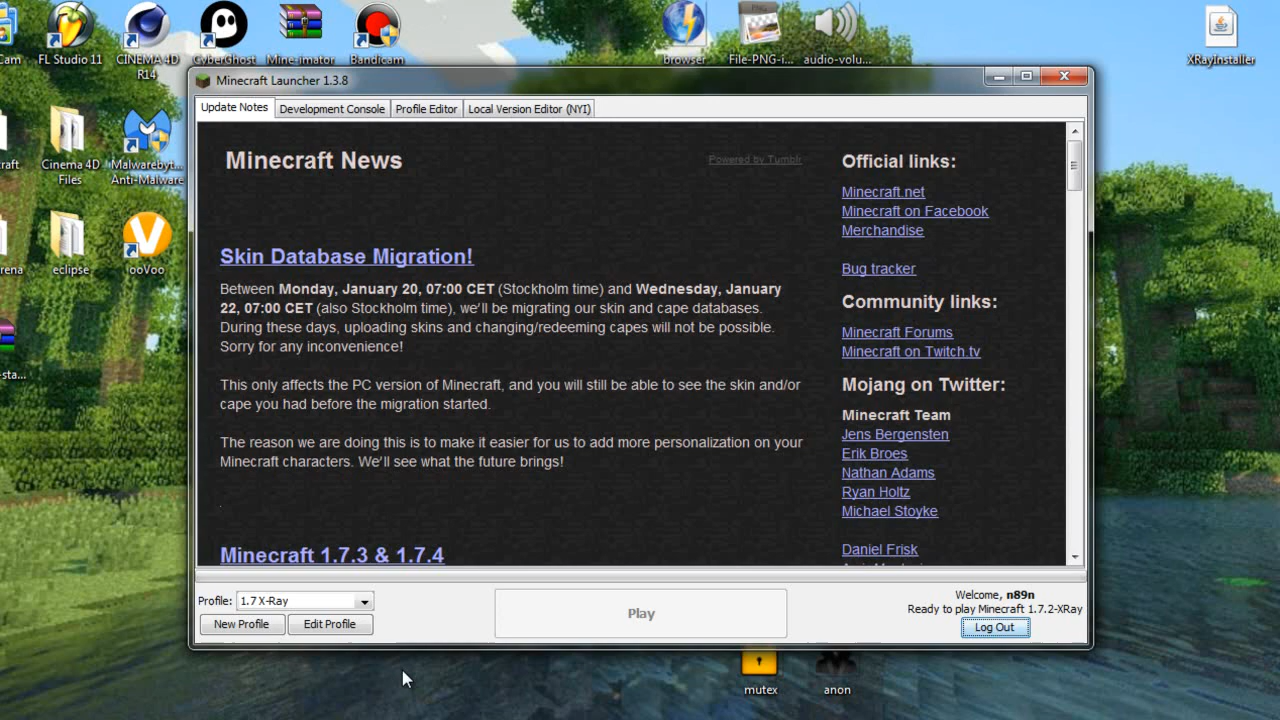 Cam
FL Studio 11
CINEMA 4D
R14
CyberGhost
Mine-imator
Bandicam
browser
File-PNG-i...
audio-volu...
XRayInstaller
Minecraft Launcher 1.3.8
Update Notes
Development Console
Profile Editor
Local Version Editor (NYI)
raft
Cinema 4D
Files
Malwarebyt...
Anti-Malware
rena
eclipse
ooVoo
-sta...
Minecraft News
Powered by Tumblr
Skin Database Migration!
Between Monday, January 20, 07:00 CET (Stockholm time) and Wednesday, January
22, 07:00 CET (also Stockholm time), we'll be migrating our skin and cape databases.
During these days, uploading skins and changing/redeeming capes will not be possible.
Sorry for any inconvenience!
This only affects the PC version of Minecraft, and you will still be able to see the skin and/or
cape you had before the migration started.
The reason we are doing this is to make it easier for us to add more personalization on your
Minecraft characters. We'll see what the future brings!
.
Minecraft 1.7.3 & 1.7.4
Official links:
Minecraft.net
Minecraft on Facebook
Merchandise
Bug tracker
Community links:
Minecraft Forums
Minecraft on Twitch.tv
Mojang on Twitter:
Minecraft Team
Jens Bergensten
Erik Broes
Nathan Adams
Ryan Holtz
Michael Stoyke
Daniel Frisk
Profile:
1.7 X-Ray
New Profile
Edit Profile
Play
Welcome, n89n
Ready to play Minecraft 1.7.2-XRay
Log Out
mutex
anon